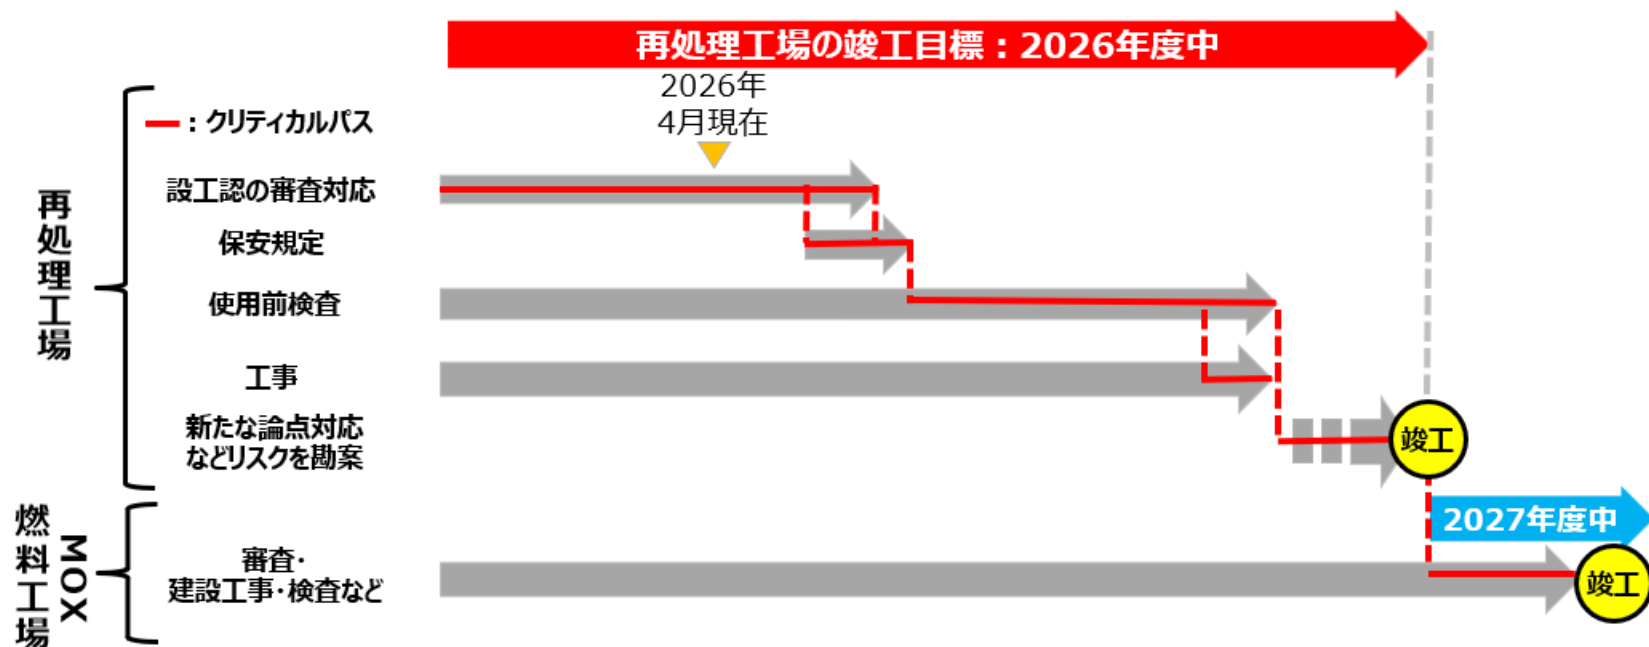 再処理工場の竣工目標：2026年度中
2026年
4月現在
：クリティカルパス
再処理工場
設工認の審査対応
保安規定
使用前検査
工事
新たな論点対応
などリスクを勘案
竣工
2027年度中
MOX
燃料工場
審査・
建設工事・検査など
竣工